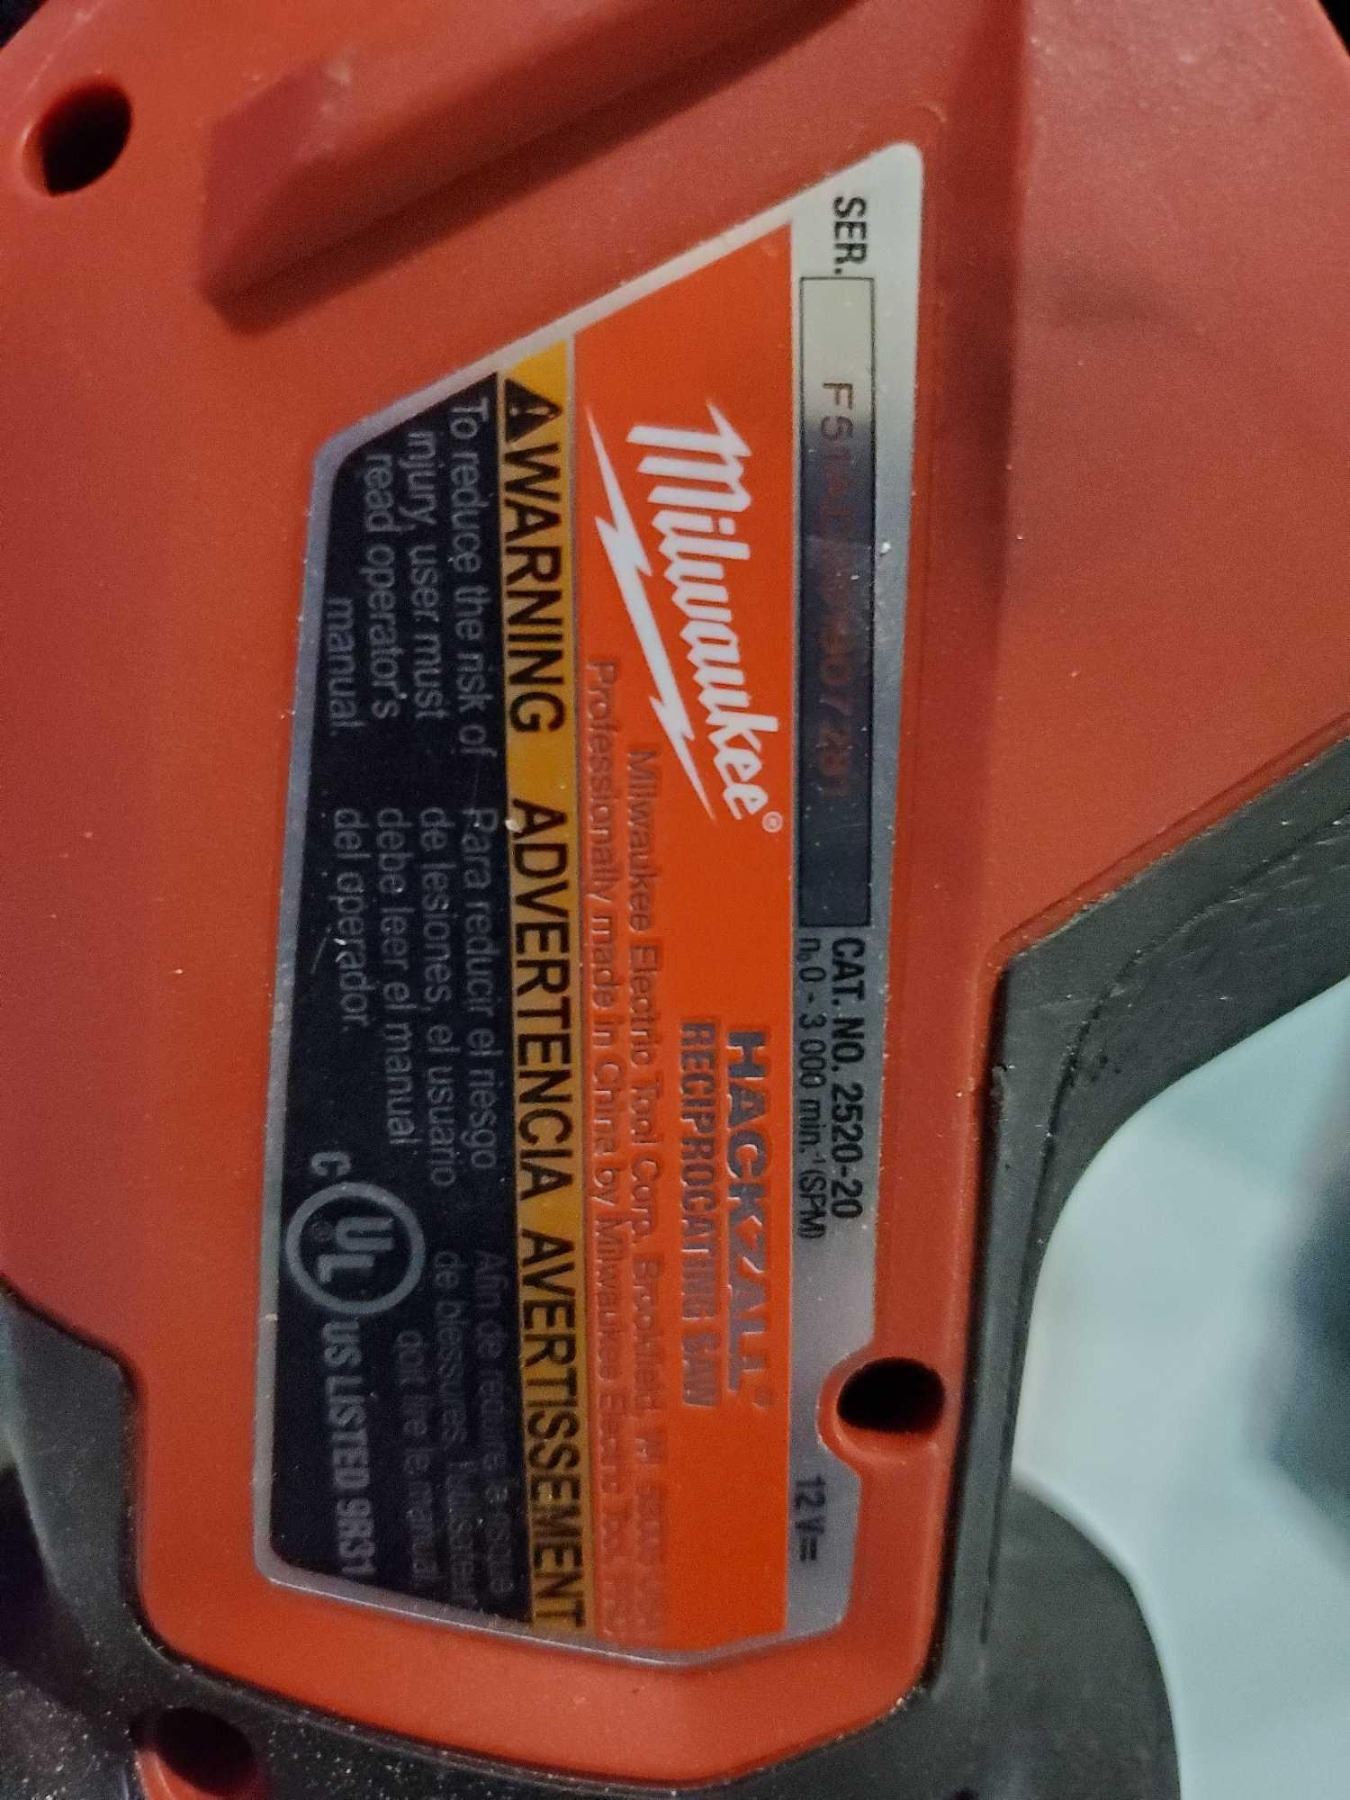 SER.
CAT. NO. 2520-20
n₀ 0 - 3 000 min.⁻¹ (SPM)
12 V⎓
Milwaukee®
HACKZALL
RECIPROCATING SAW
Milwaukee Electric Tool Corp. Brookfield, WI
Professionally made in China by Milwaukee Electric Tool
⚠WARNING ADVERTENCIA AVERTISSEMENT
To reduce the risk of
injury, user must
read operator's
manual.
Para reducir el riesgo
de lesiones, el usuario
debe leer el manual
del operador.
Afin de réduire le risque
de blessures, l'utilisateur
doit lire le manuel
C UL US LISTED 9R31